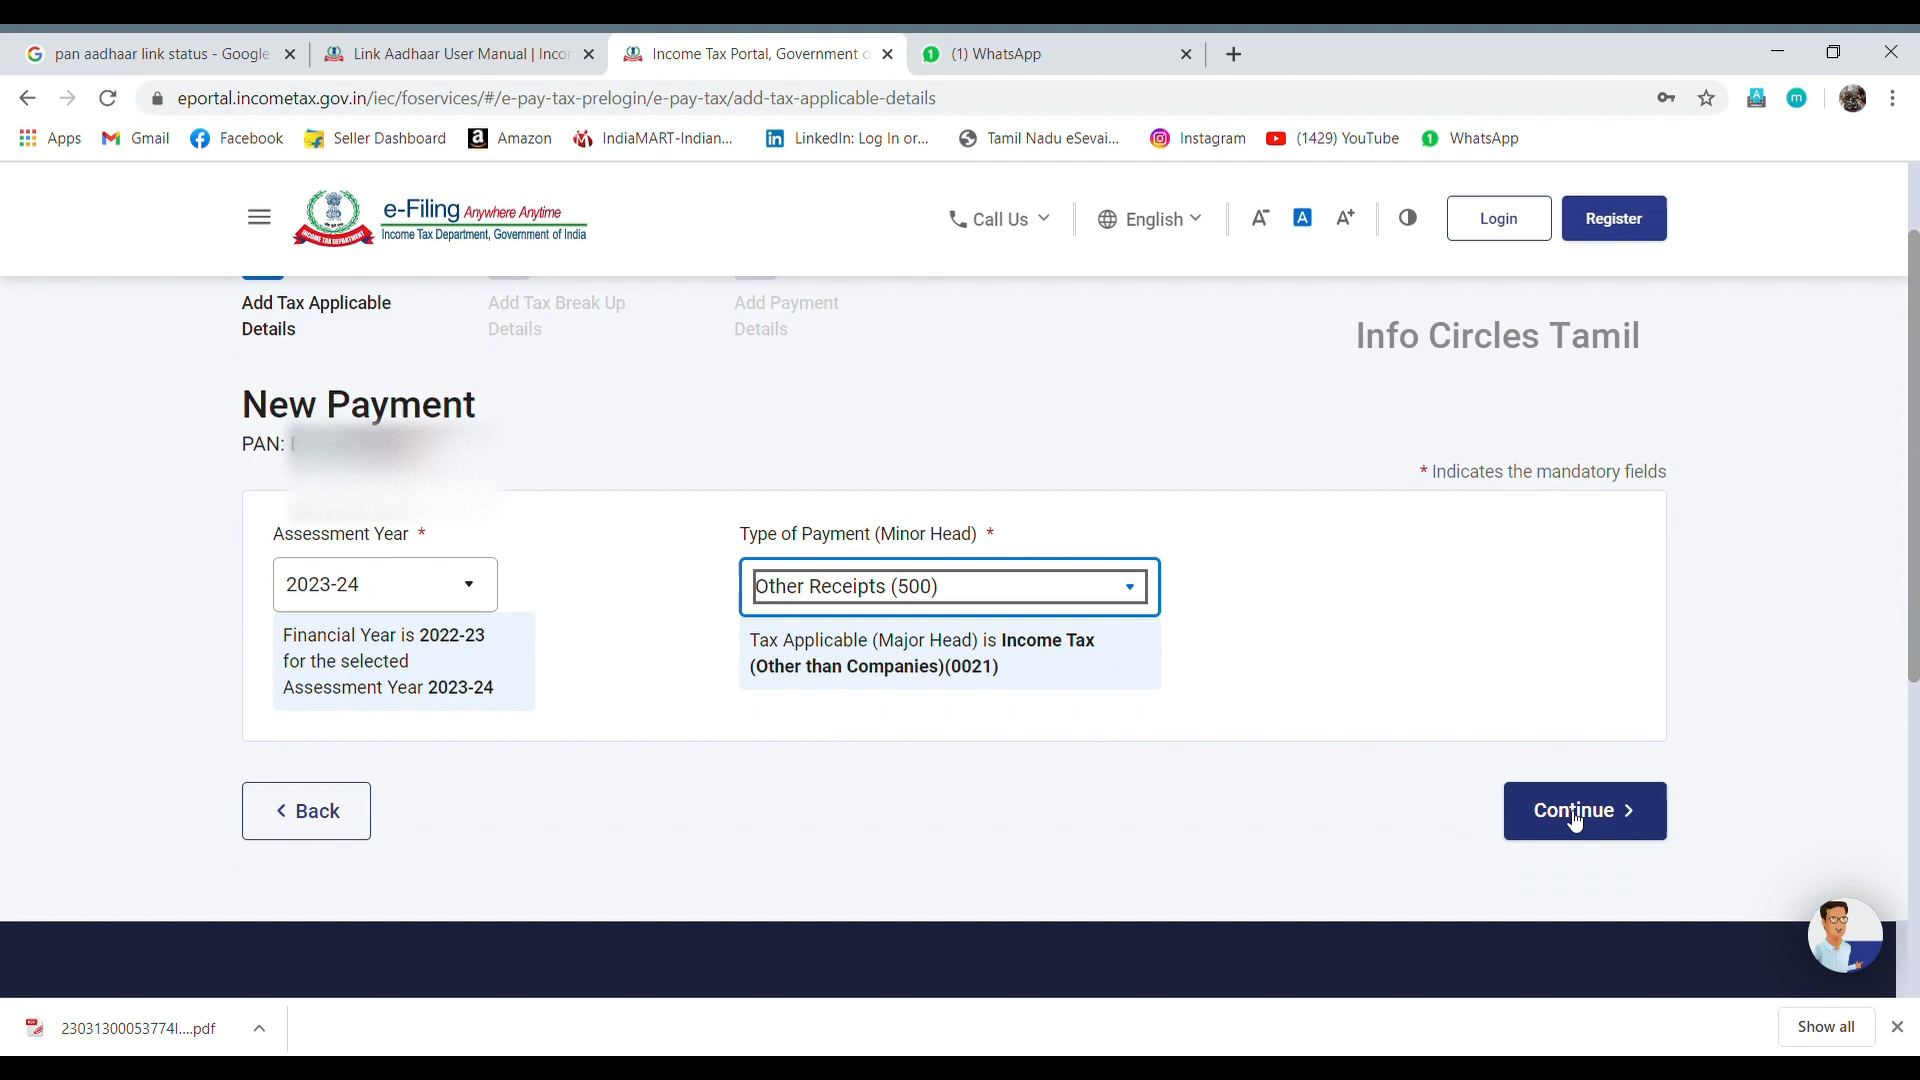 pan aadhaar link status - Google
Link Aadhaar User Manual | Incor
Income Tax Portal, Government o
(1) WhatsApp
eportal.incometax.gov.in/iec/foservices/#/e-pay-tax-prelogin/e-pay-tax/add-tax-applicable-details
Apps
Gmail
Facebook
Seller Dashboard
Amazon
IndiaMART-Indian...
LinkedIn: Log In or...
Tamil Nadu eSevai...
Instagram
(1429) YouTube
WhatsApp
INCOME TAX DEPARTMENT
e-Filing Anywhere Anytime
Income Tax Department, Government of India
Call Us
English
A-
A
A+
Login
Register
Add Tax Applicable
Details
Add Tax Break Up
Details
Add Payment
Details
Info Circles Tamil
New Payment
PAN:
* Indicates the mandatory fields
Assessment Year *
2023-24
Financial Year is 2022-23
for the selected
Assessment Year 2023-24
Type of Payment (Minor Head) *
Other Receipts (500)
Tax Applicable (Major Head) is Income Tax
(Other than Companies)(0021)
< Back
Continue >
23031300053774I....pdf
Show all